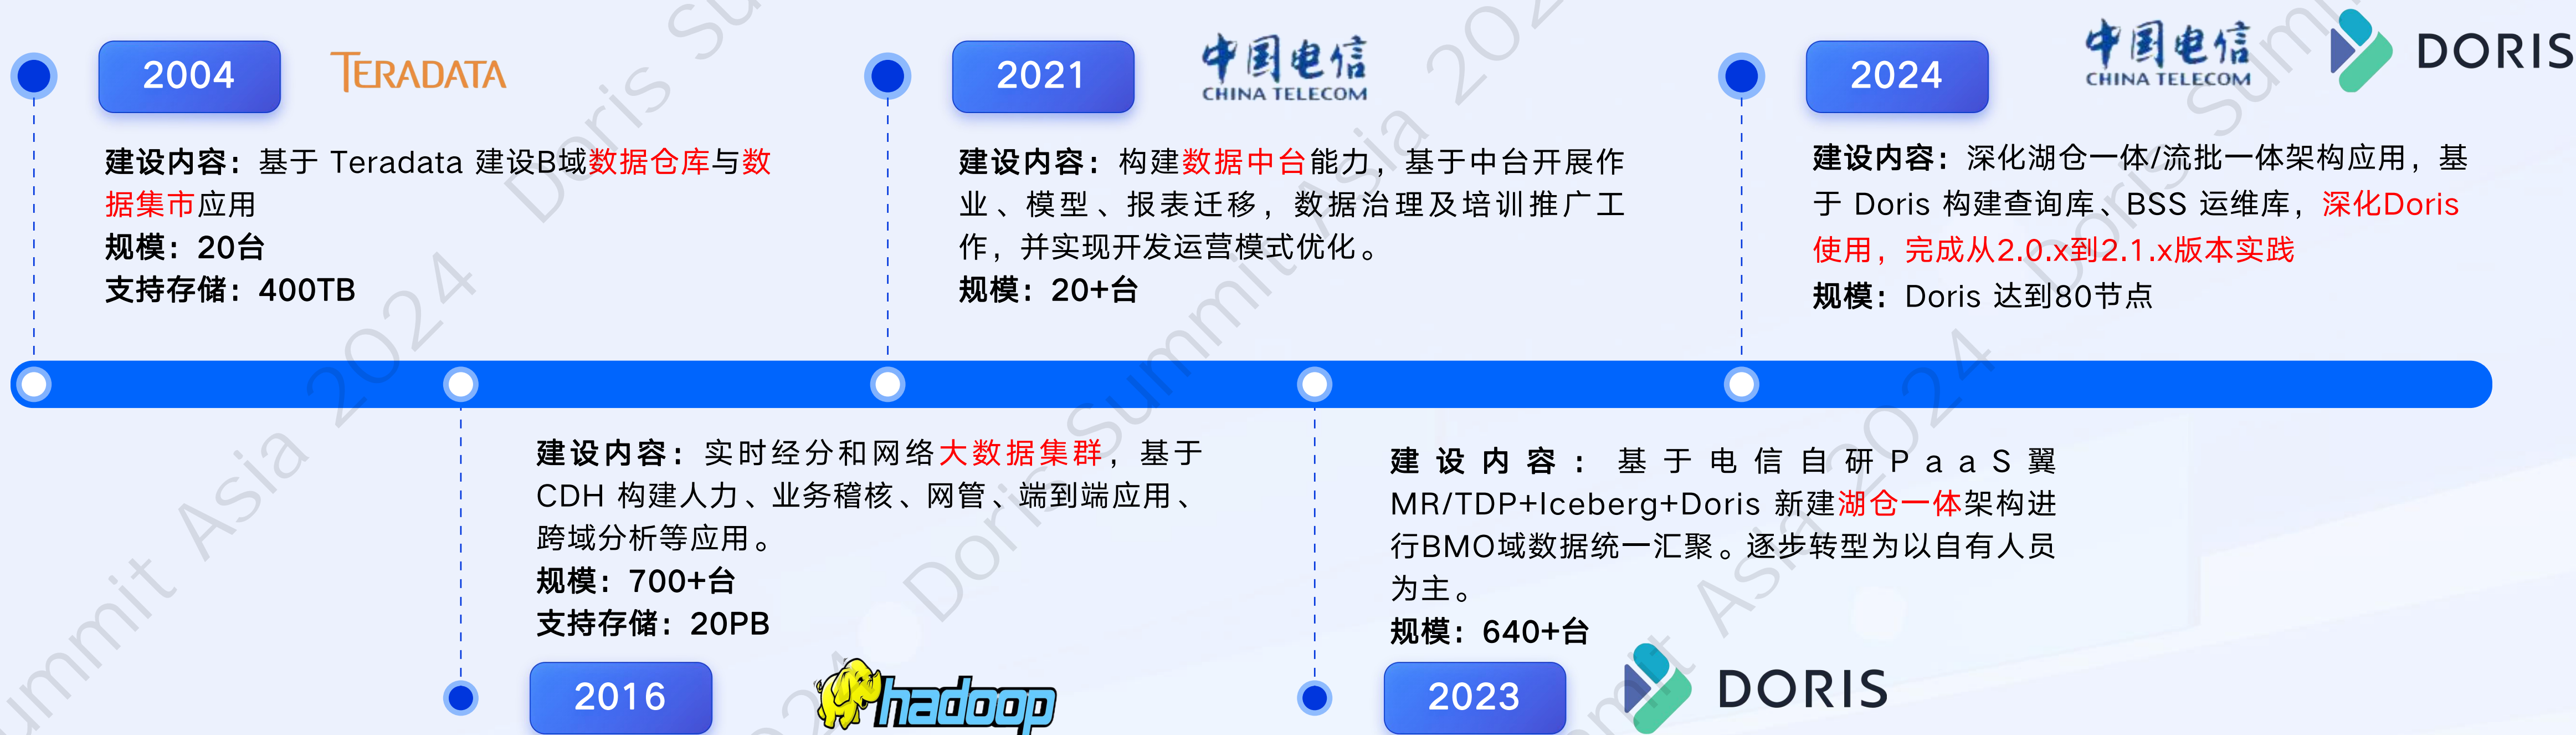 2004
TERADATA
建设内容：基于 Teradata 建设B域数据仓库与数
据集市应用
规模：20台
支持存储：400TB
2021
中国电信
CHINA TELECOM
建设内容：构建数据中台能力，基于中台开展作
业、模型、报表迁移，数据治理及培训推广工
作，并实现开发运营模式优化。
规模：20+台
2024
中国电信
CHINA TELECOM
DORIS
建设内容：深化湖仓一体/流批一体架构应用，基
于 Doris 构建查询库、BSS 运维库，深化Doris
使用，完成从2.0.x到2.1.x版本实践
规模：Doris 达到80节点
建设内容：实时经分和网络大数据集群，基于
CDH 构建人力、业务稽核、网管、端到端应用、
跨域分析等应用。
规模：700+台
支持存储：20PB
2016
hadoop
建设内容：基于电信自研PaaS翼
MR/TDP+Iceberg+Doris 新建湖仓一体架构进
行BMO域数据统一汇聚。逐步转型为以自有人员
为主。
规模：640+台
2023
DORIS
Doris Summit Asia 2024